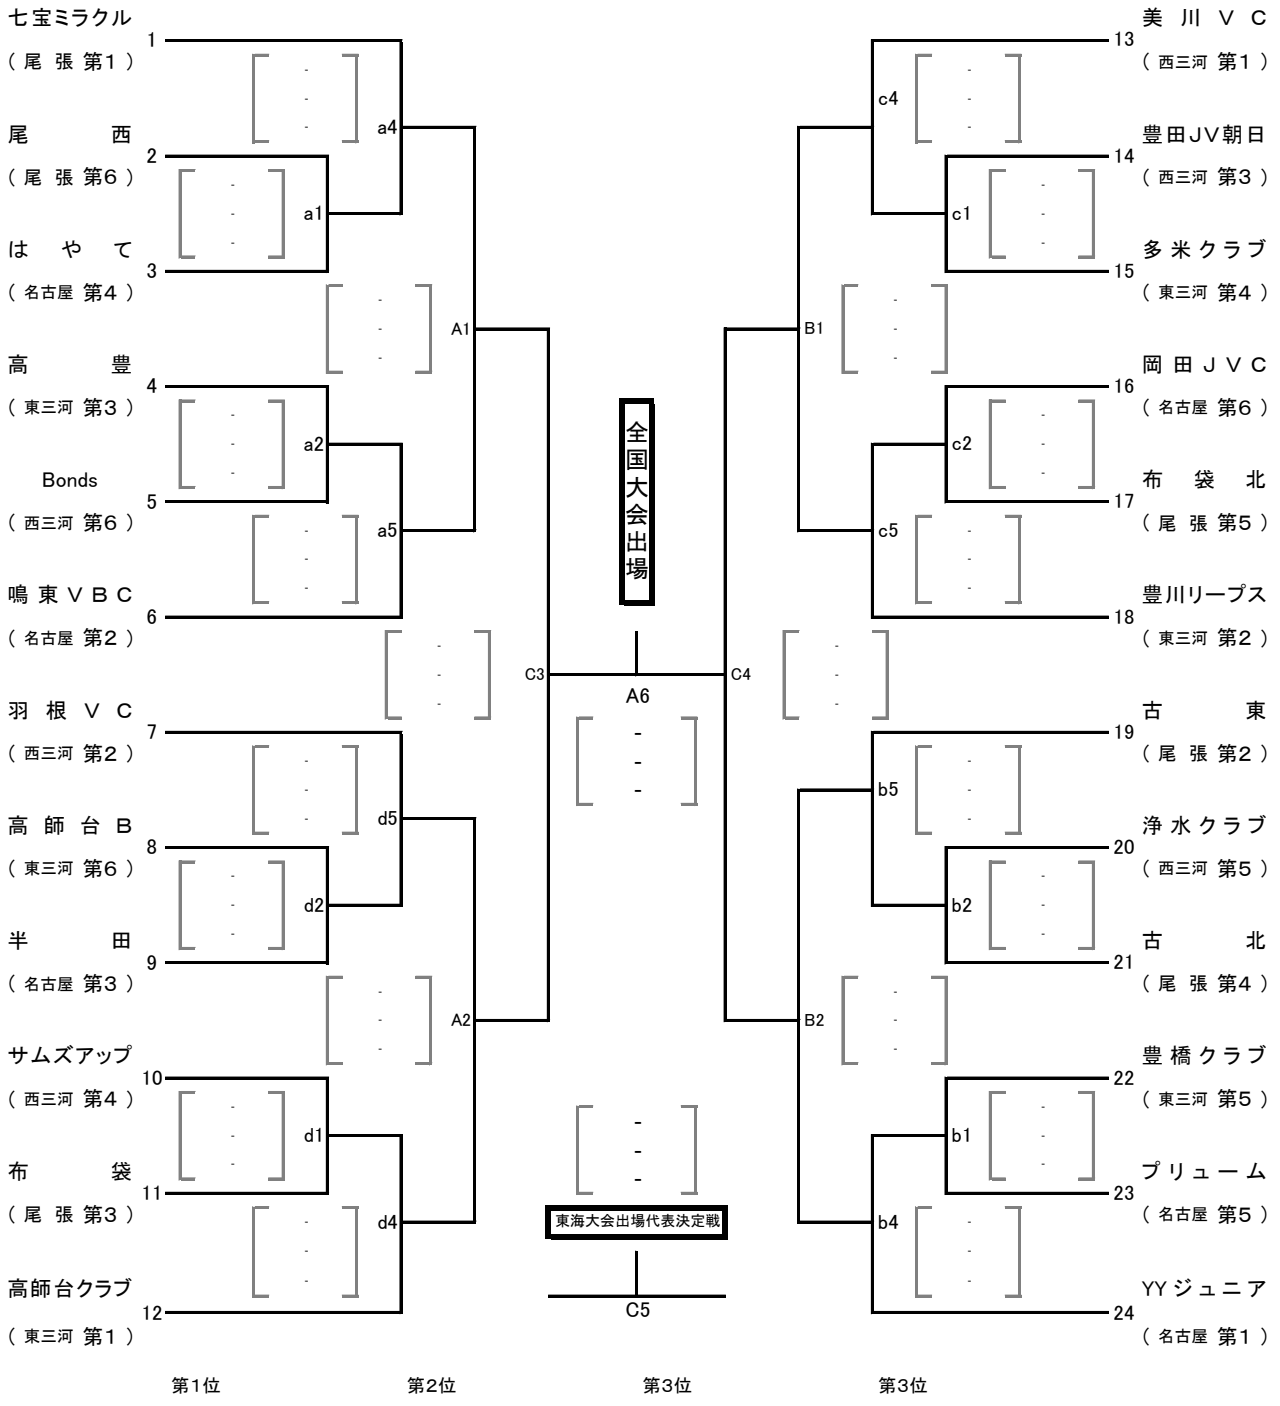 七宝ミラクル
1
( 尾 張 第1 )
a4
尾 西
2
( 尾 張 第6 )
a1
は や て
3
( 名古屋 第4 )
A1
高 豊
4
( 東三河 第3 )
a2
Bonds
5
( 西三河 第6 )
a5
鳴 東 V B C
6
( 名古屋 第2 )
C3
羽 根 V C
7
( 西三河 第2 )
d5
高 師 台 B
8
( 東三河 第6 )
d2
半 田
9
( 名古屋 第3 )
A2
サムズアップ
10
( 西三河 第4 )
d1
布 袋
11
( 尾 張 第3 )
d4
高師台クラブ
12
( 東三河 第1 )
全国大会出場
A6
-
-
-
-
-
-
東海大会出場代表決定戦
C5
美 川 V C
13
( 西三河 第1 )
c4
豊田JV朝日
14
( 西三河 第3 )
c1
多米クラブ
15
( 東三河 第4 )
B1
岡 田 J V C
16
( 名古屋 第6 )
c2
布 袋 北
17
( 尾 張 第5 )
c5
豊川リープス
18
( 東三河 第2 )
C4
古 東
19
( 尾 張 第2 )
b5
浄水クラブ
20
( 西三河 第5 )
b2
古 北
21
( 尾 張 第4 )
B2
豊橋クラブ
22
( 東三河 第5 )
b1
プリューム
23
( 名古屋 第5 )
b4
YYジュニア
24
( 名古屋 第1 )
第1位 第2位 第3位 第3位